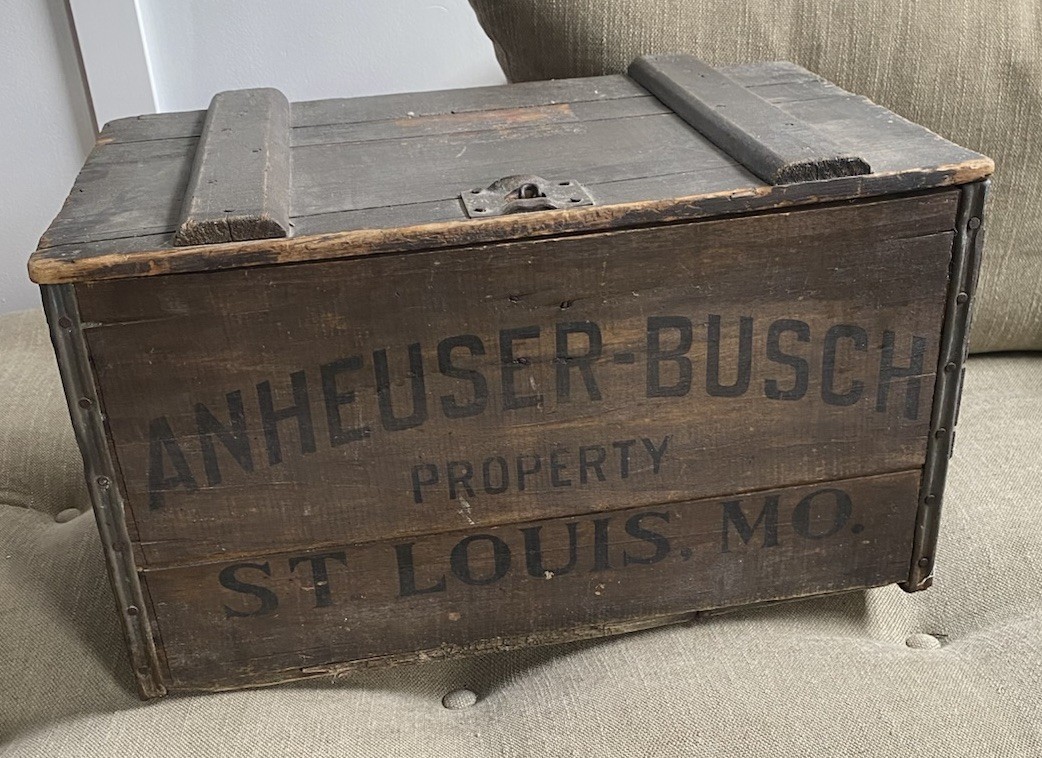 ANHEUSER-BUSCH
PROPERTY
ST LOUIS, MO.